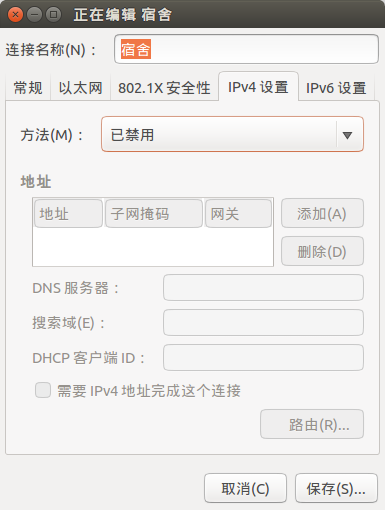 正在编辑 宿舍
连接名称(N)： 宿舍
常规 以太网 802.1X 安全性 IPv4 设置 IPv6 设置
方法(M)： 已禁用
地址
地址 子网掩码 网关 添加(A)
删除(D)
DNS 服务器：
搜索域(E)：
DHCP 客户端 ID：
需要 IPv4 地址完成这个连接
路由(R)...
取消(C) 保存(S)...